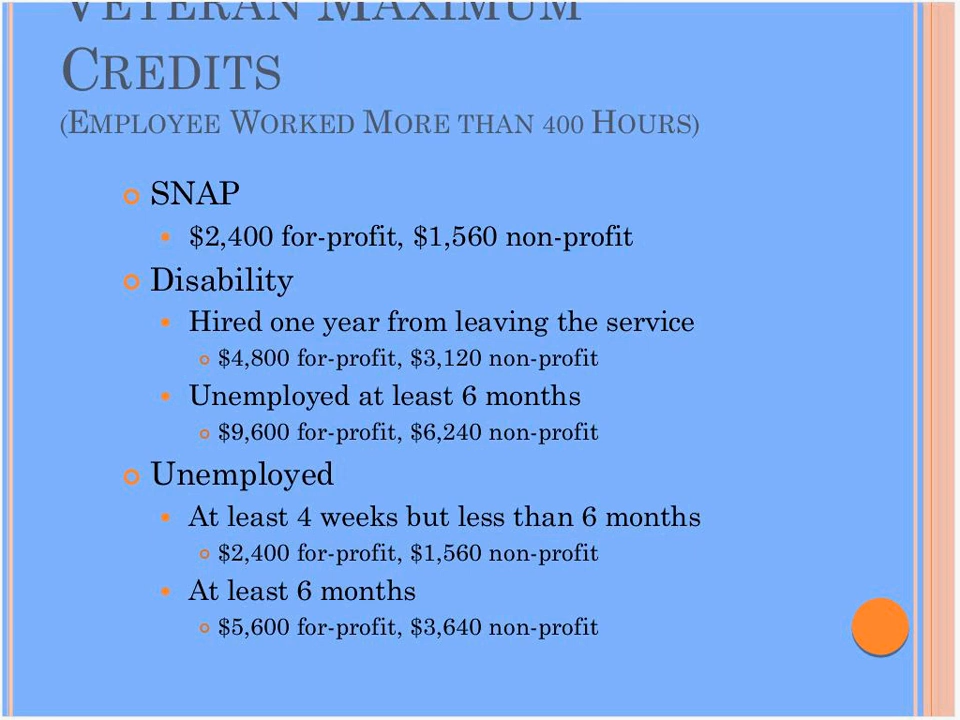 VETERAN MAXIMUM
CREDITS
(EMPLOYEE WORKED MORE THAN 400 HOURS)
SNAP
$2,400 for-profit, $1,560 non-profit
Disability
Hired one year from leaving the service
$4,800 for-profit, $3,120 non-profit
Unemployed at least 6 months
$9,600 for-profit, $6,240 non-profit
Unemployed
At least 4 weeks but less than 6 months
$2,400 for-profit, $1,560 non-profit
At least 6 months
$5,600 for-profit, $3,640 non-profit